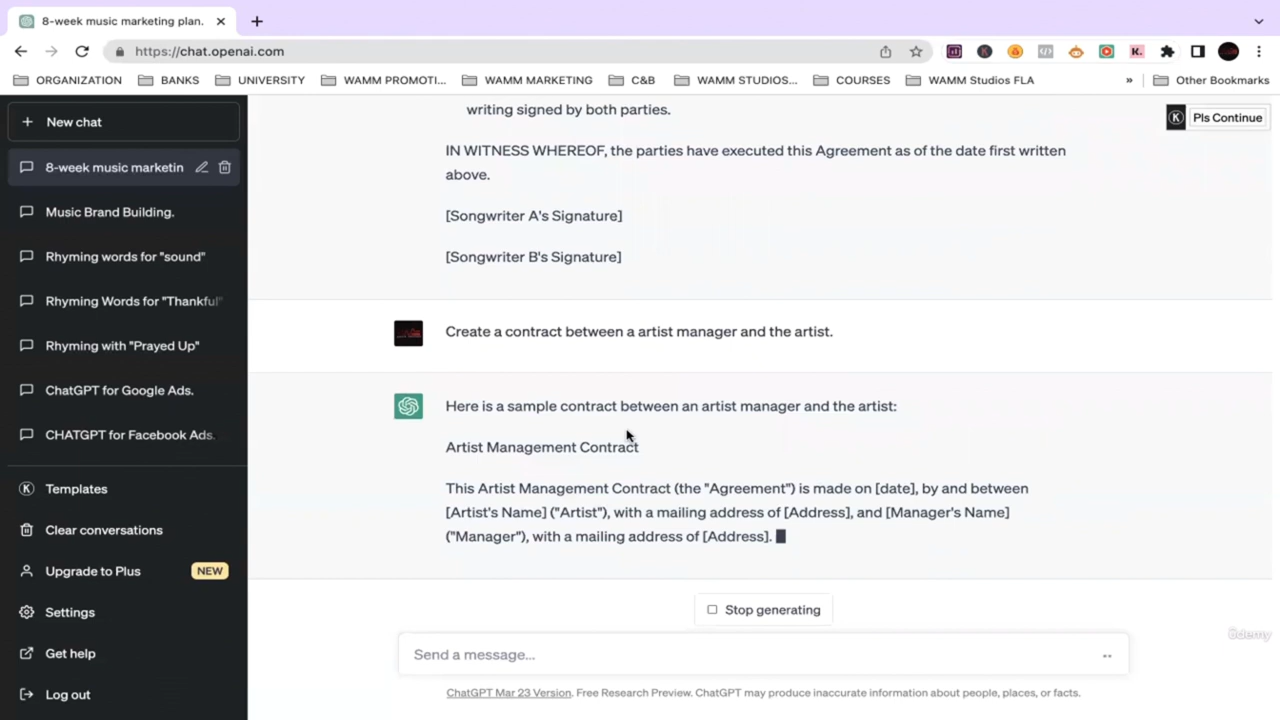 8-week music marketing plan.
https://chat.openai.com
ORGANIZATION
BANKS
UNIVERSITY
WAMM PROMOTI...
WAMM MARKETING
C&B
WAMM STUDIOS...
COURSES
WAMM Studios FLA
»
Other Bookmarks
New chat
8-week music marketin
Music Brand Building.
Rhyming words for "sound"
Rhyming Words for "Thankful"
Rhyming with "Prayed Up"
ChatGPT for Google Ads.
CHATGPT for Facebook Ads.
Templates
Clear conversations
Upgrade to Plus
NEW
Settings
Get help
Log out
Pls Continue
writing signed by both parties.
IN WITNESS WHEREOF, the parties have executed this Agreement as of the date first written
above.
[Songwriter A's Signature]
[Songwriter B's Signature]
Create a contract between a artist manager and the artist.
Here is a sample contract between an artist manager and the artist:
Artist Management Contract
This Artist Management Contract (the "Agreement") is made on [date], by and between
[Artist's Name] ("Artist"), with a mailing address of [Address], and [Manager's Name]
("Manager"), with a mailing address of [Address].
Stop generating
Send a message...
ChatGPT Mar 23 Version. Free Research Preview. ChatGPT may produce inaccurate information about people, places, or facts.
ûdemy